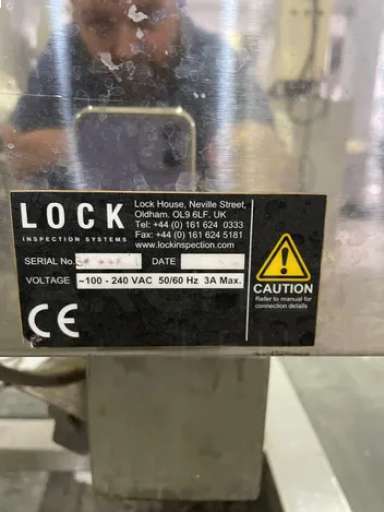 LOCK
INSPECTION SYSTEMS
Lock House, Neville Street,
Oldham. OL9 6LF. UK
Tel: +44 (0) 161 624 0333
Fax: +44 (0) 161 624 5181
www.lockinspection.com
SERIAL No.
DATE
VOLTAGE ~100 - 240 VAC 50/60 Hz 3A Max.
CE
CAUTION
Refer to manual for
connection details